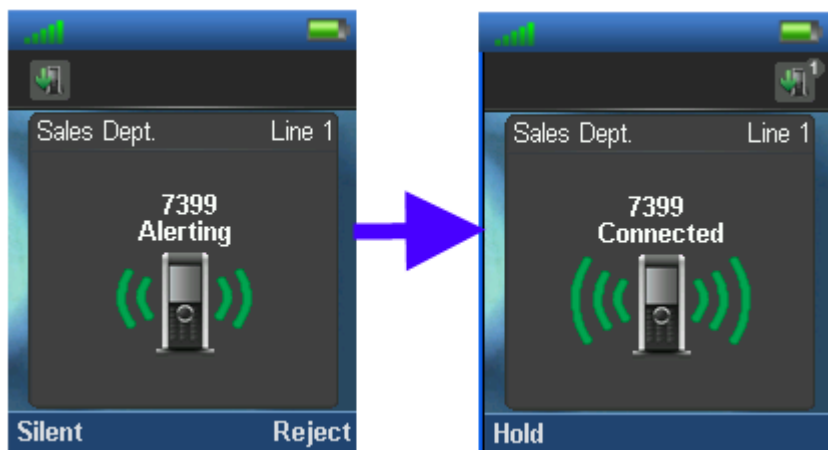 Sales Dept. Line 1
7399
Alerting
Silent Reject
1
Sales Dept. Line 1
7399
Connected
Hold